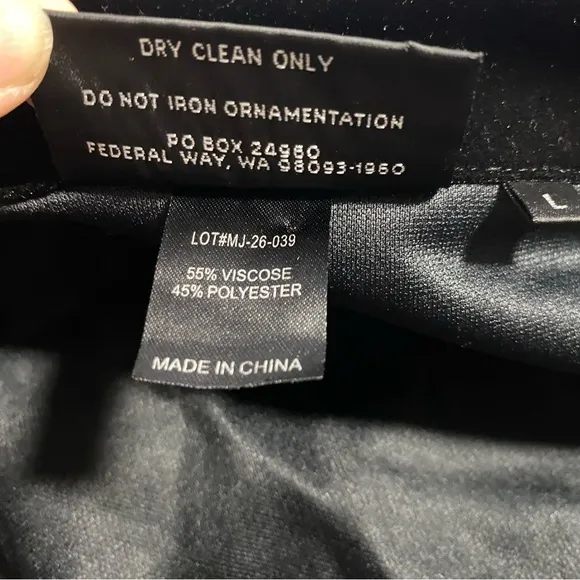 DRY CLEAN ONLY
DO NOT IRON ORNAMENTATION
PO BOX 24960
FEDERAL WAY, WA 98093-1960
L
LOT#MJ-26-039
55% VISCOSE
45% POLYESTER
MADE IN CHINA